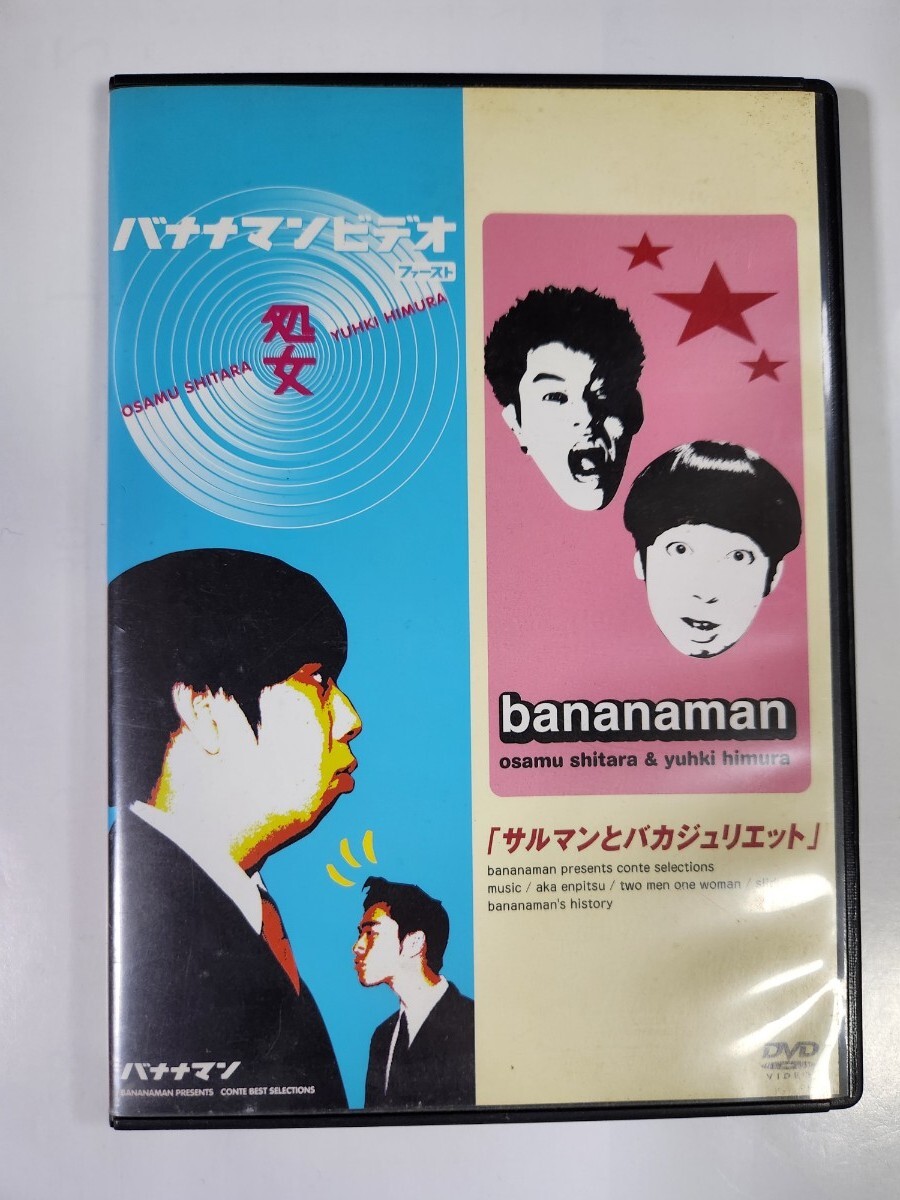 バナナマンビデオ
ファースト
処女
OSAMU SHITARA
YUHKI HIMURA
バナナマン
BANANAMAN PRESENTS CONTE BEST SELECTIONS
bananaman
osamu shitara & yuhki himura
「サルマンとバカジュリエット」
bananaman presents conte selections
music / aka enpitsu / two men one woman /
bananaman's history
DVD
VIDEO